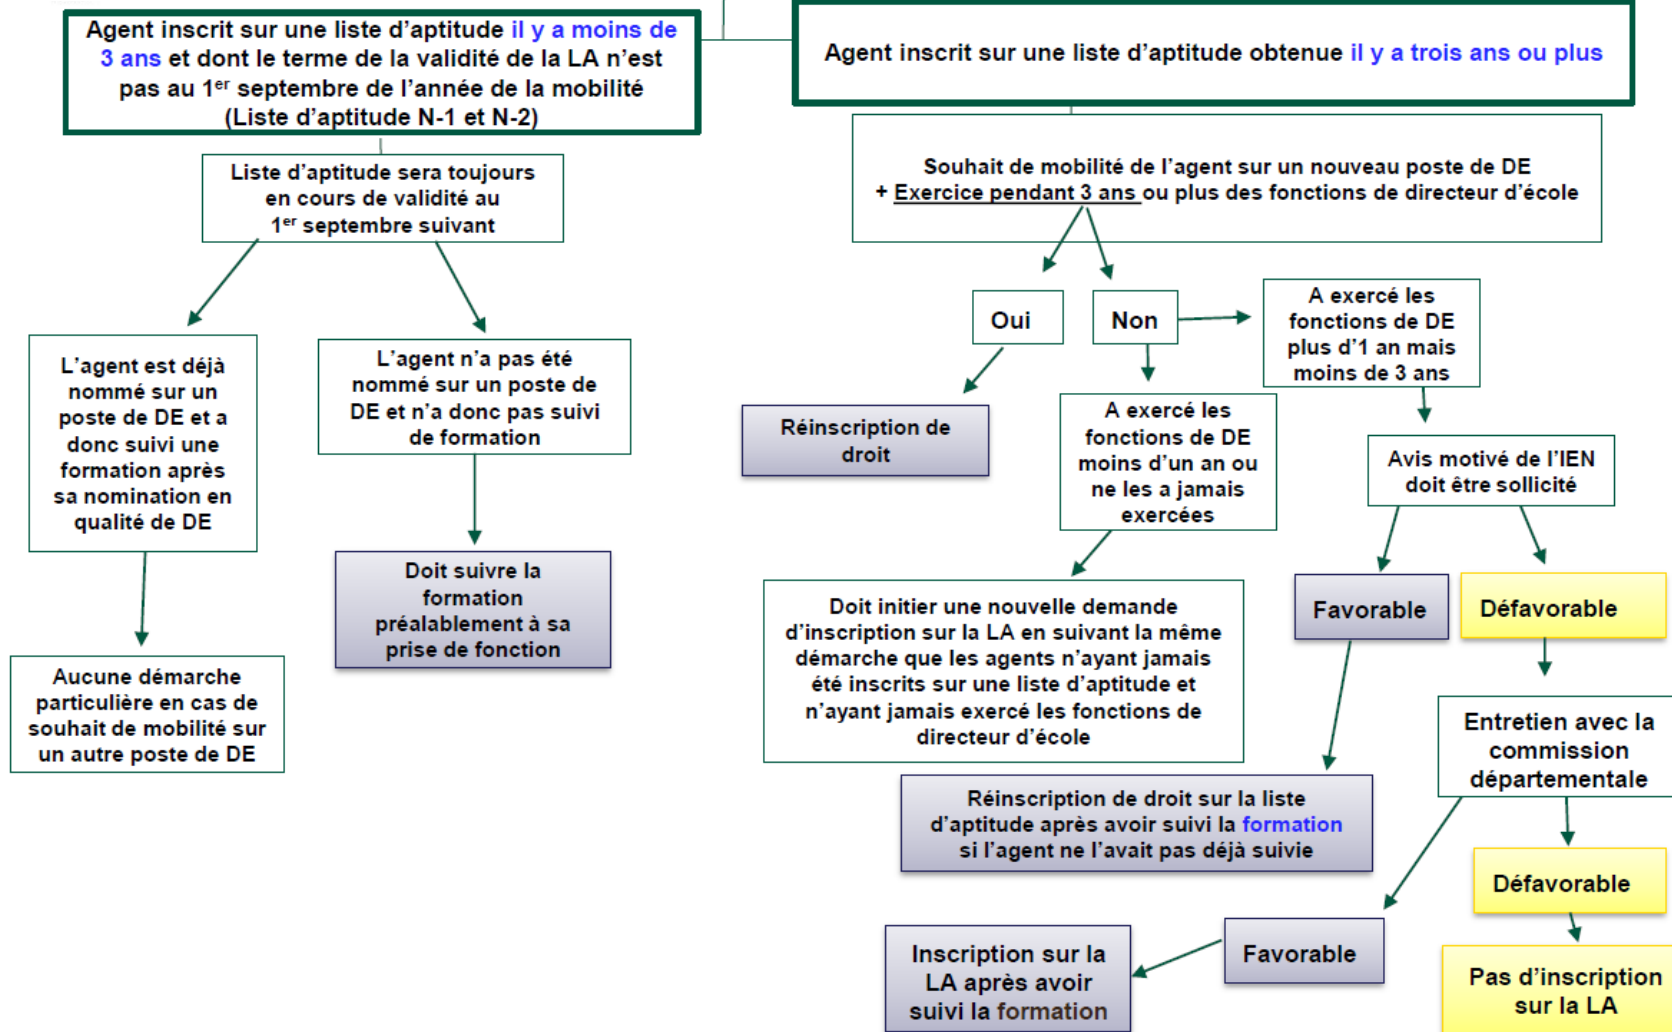 Agent inscrit sur une liste d'aptitude il y a moins de
3 ans et dont le terme de la validité de la LA n'est
pas au 1er septembre de l'année de la mobilité
(Liste d'aptitude N-1 et N-2)
Agent inscrit sur une liste d'aptitude obtenue il y a trois ans ou plus
Liste d'aptitude sera toujours
en cours de validité au
1er septembre suivant
Souhait de mobilité de l'agent sur un nouveau poste de DE
+ Exercice pendant 3 ans ou plus des fonctions de directeur d'école
L'agent est déjà
nommé sur un
poste de DE et a
donc suivi une
formation après
sa nomination en
qualité de DE
L'agent n'a pas été
nommé sur un poste de
DE et n'a donc pas suivi
de formation
Oui
Non
A exercé les
fonctions de DE
plus d'1 an mais
moins de 3 ans
Réinscription de
droit
A exercé les
fonctions de DE
moins d'un an ou
ne les a jamais
exercées
Avis motivé de l'IEN
doit être sollicité
Doit suivre la
formation
préalablement à sa
prise de fonction
Doit initier une nouvelle demande
d'inscription sur la LA en suivant la même
démarche que les agents n'ayant jamais
été inscrits sur une liste d'aptitude et
n'ayant jamais exercé les fonctions de
directeur d'école
Favorable
Défavorable
Aucune démarche
particulière en cas de
souhait de mobilité sur
un autre poste de DE
Entretien avec la
commission
départementale
Réinscription de droit sur la liste
d'aptitude après avoir suivi la formation
si l'agent ne l'avait pas déjà suivie
Défavorable
Inscription sur la
LA après avoir
suivi la formation
Favorable
Pas d'inscription
sur la LA